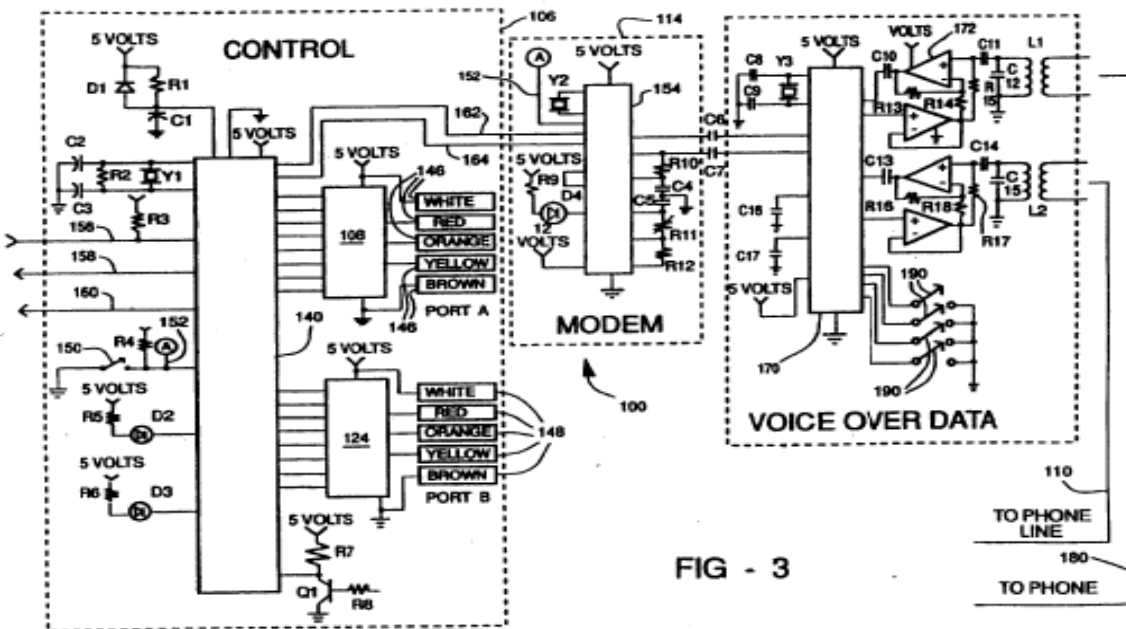 106
114
5 VOLTS
CONTROL
D1
R1
C1
5 VOLTS
C2
R2
Y1
C3
R3
156
158
160
152
150
R4
A
140
5 VOLTS
R5
D2
5 VOLTS
R6
D3
162
164
5 VOLTS
146
108
WHITE
RED
ORANGE
YELLOW
BROWN
146
PORT A
5 VOLTS
124
WHITE
RED
ORANGE
YELLOW
BROWN
148
PORT B
5 VOLTS
R7
Q1
R8
A
5 VOLTS
152
Y2
154
5 VOLTS
R9
D4
12
VOLTS
R10
C4
C5
R11
R12
C6
C7
MODEM
100
C8
Y3
5 VOLTS
C9
VOLTS
172
C10
C11
L1
C
12
R
15
R13
R14
C13
C14
C
15
L2
R16
R18
R17
C16
C17
5 VOLTS
190
190
170
VOICE OVER DATA
110
TO PHONE
LINE
180
TO PHONE
FIG - 3